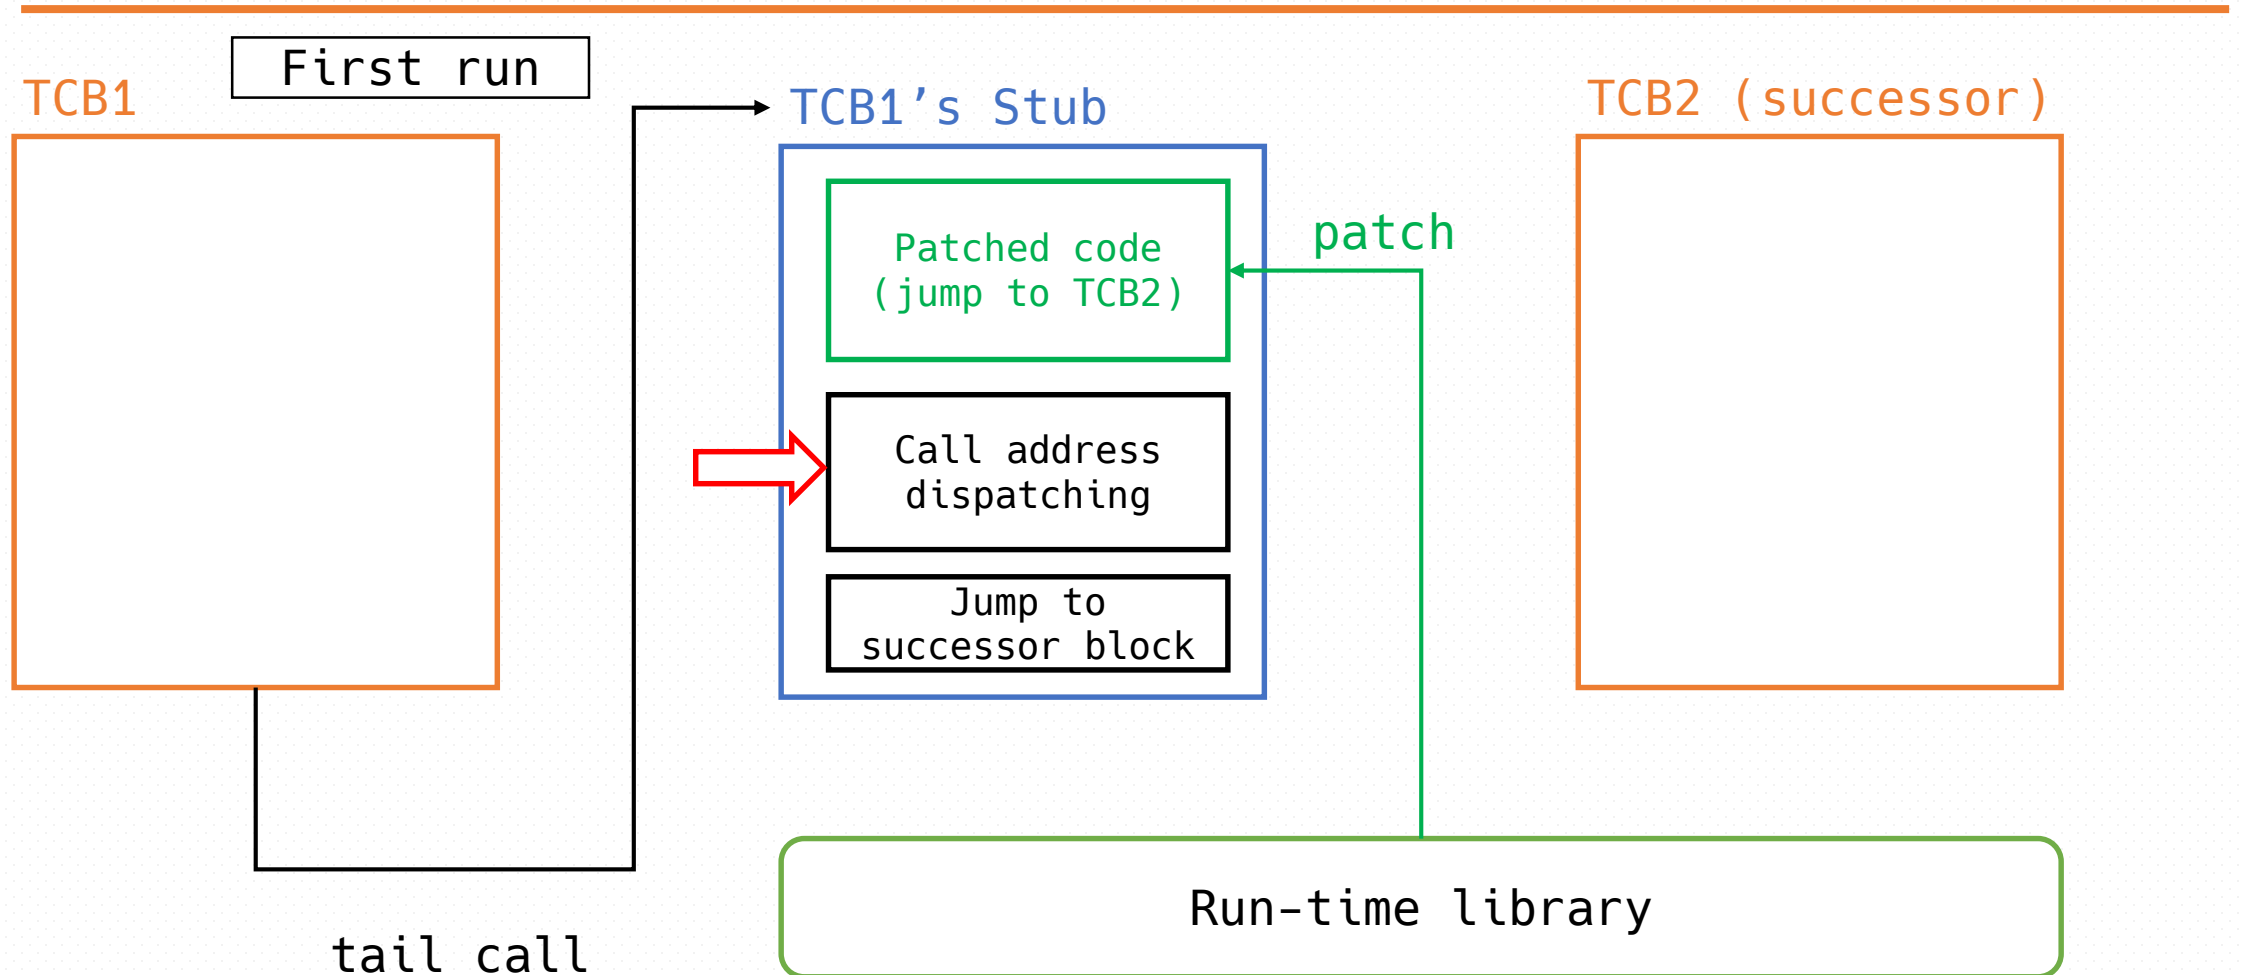 First run
TCB1
TCB1’s Stub
TCB2 (successor)
Patched code
(jump to TCB2)
patch
Call address
dispatching
Jump to
successor block
Run-time library
tail call